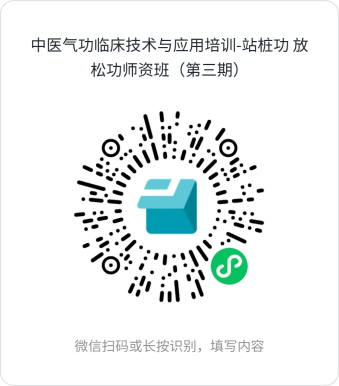 中医气功临床技术与应用培训-站桩功 放
松功师资班（第三期）
微信扫码或长按识别，填写内容